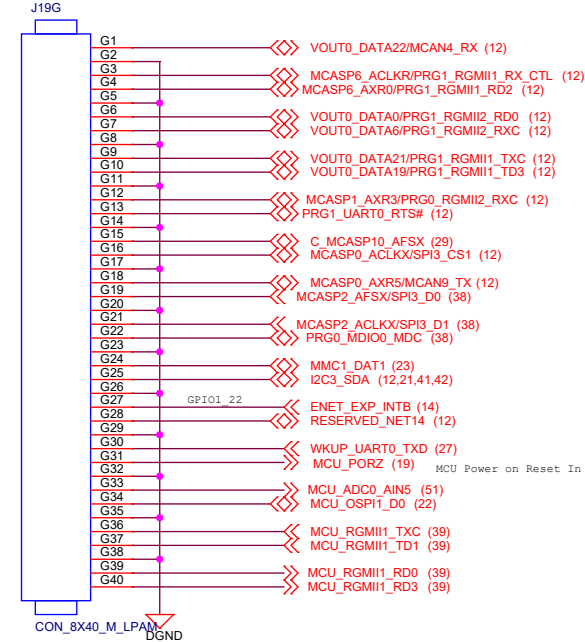 J19G
G1 VOUT0_DATA22/MCAN4_RX (12)
G2
G3 MCASP6_ACLKR/PRG1_RGMII1_RX_CTL (12)
G4 MCASP6_AXR0/PRG1_RGMII1_RD2 (12)
G5
G6 VOUT0_DATA0/PRG1_RGMII2_RD0 (12)
G7 VOUT0_DATA6/PRG1_RGMII2_RXC (12)
G8
G9 VOUT0_DATA21/PRG1_RGMII1_TXC (12)
G10 VOUT0_DATA19/PRG1_RGMII1_TD3 (12)
G11
G12 MCASP1_AXR3/PRG0_RGMII2_RXC (12)
G13 PRG1_UART0_RTS# (12)
G14
G15 C_MCASP10_AFSX (29)
G16 MCASP0_ACLKX/SPI3_CS1 (12)
G17
G18 MCASP0_AXR5/MCAN9_TX (12)
G19 MCASP2_AFSX/SPI3_D0 (38)
G20
G21 MCASP2_ACLKX/SPI3_D1 (38)
G22 PRG0_MDIO0_MDC (38)
G23
G24 MMC1_DAT1 (23)
G25 I2C3_SDA (12,21,41,42)
G26
G27 GPIO1_22 ENET_EXP_INTB (14)
G28 RESERVED_NET14 (12)
G29
G30 WKUP_UART0_TXD (27)
G31 MCU_PORZ (19) MCU Power on Reset In
G32
G33 MCU_ADC0_AIN5 (51)
G34 MCU_OSPI1_D0 (22)
G35
G36 MCU_RGMII1_TXC (39)
G37 MCU_RGMII1_TD1 (39)
G38
G39 MCU_RGMII1_RD0 (39)
G40 MCU_RGMII1_RD3 (39)
CON_8X40_M_LPAM
DGND